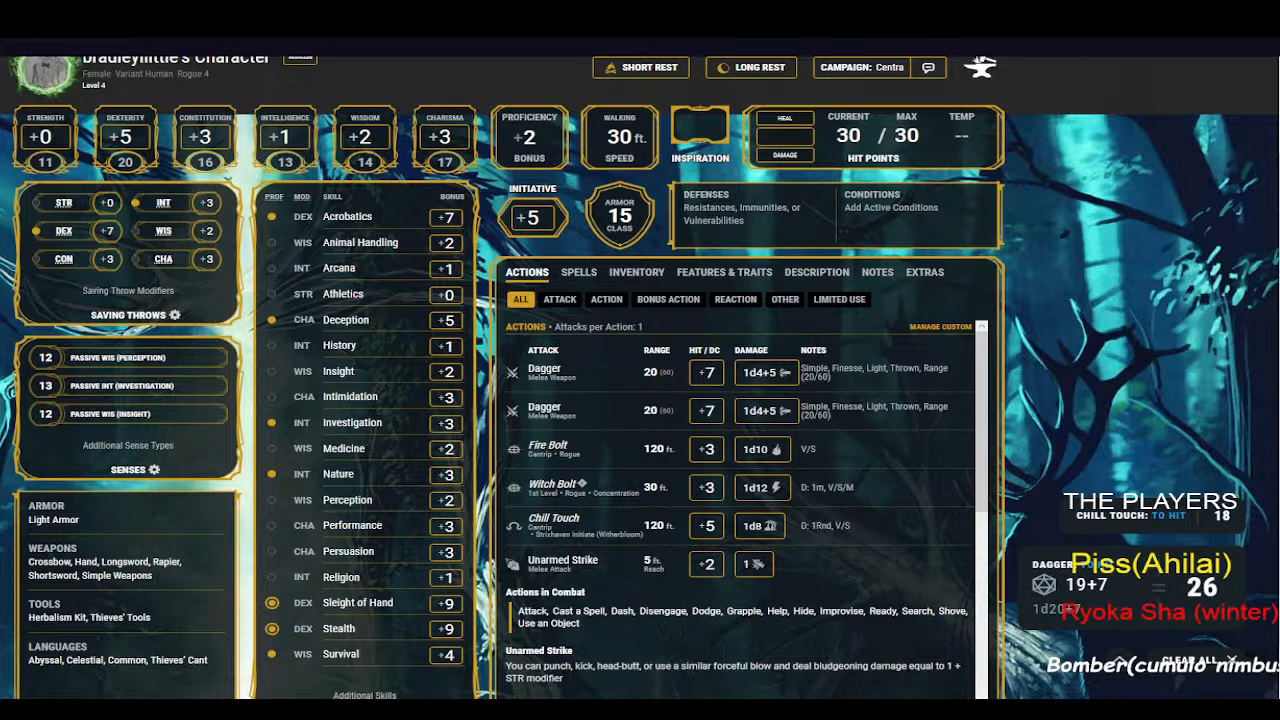 Bradleylittle's Character
Female Variant Human Rogue 4
Level 4
SHORT REST
LONG REST
CAMPAIGN: Centra
STRENGTH
+0
11
DEXTERITY
+5
20
CONSTITUTION
+3
16
INTELLIGENCE
+1
13
WISDOM
+2
14
CHARISMA
+3
17
PROFICIENCY
+2
BONUS
WALKING
30 ft.
SPEED
INSPIRATION
HEAL
DAMAGE
CURRENT MAX TEMP
30 / 30 --
HIT POINTS
STR +0 INT +3
DEX +7 WIS +2
CON +3 CHA +3
Saving Throw Modifiers
SAVING THROWS
12 PASSIVE WIS (PERCEPTION)
13 PASSIVE INT (INVESTIGATION)
12 PASSIVE WIS (INSIGHT)
Additional Sense Types
SENSES
ARMOR
Light Armor
WEAPONS
Crossbow, Hand, Longsword, Rapier,
Shortsword, Simple Weapons
TOOLS
Herbalism Kit, Thieves' Tools
LANGUAGES
Abyssal, Celestial, Common, Thieves' Cant
PROF MOD SKILL BONUS
DEX Acrobatics +7
WIS Animal Handling +2
INT Arcana +1
STR Athletics +0
CHA Deception +5
INT History +1
WIS Insight +2
CHA Intimidation +3
INT Investigation +3
WIS Medicine +2
INT Nature +3
WIS Perception +2
CHA Performance +3
CHA Persuasion +3
INT Religion +1
DEX Sleight of Hand +9
DEX Stealth +9
WIS Survival +4
Additional Skills
INITIATIVE
+5
ARMOR
15
CLASS
DEFENSES
Resistances, Immunities, or
Vulnerabilities
CONDITIONS
Add Active Conditions
ACTIONS SPELLS INVENTORY FEATURES & TRAITS DESCRIPTION NOTES EXTRAS
ALL ATTACK ACTION BONUS ACTION REACTION OTHER LIMITED USE
ACTIONS • Attacks per Action: 1
MANAGE CUSTOM
ATTACK RANGE HIT / DC DAMAGE NOTES
Dagger 20 (60) +7 1d4+5 Simple, Finesse, Light, Thrown, Range
Melee Weapon (20/60)
Dagger 20 (60) +7 1d4+5 Simple, Finesse, Light, Thrown, Range
Melee Weapon (20/60)
Fire Bolt 120 ft. +3 1d10 V/S
Cantrip • Rogue
Witch Bolt 30 ft. +3 1d12 D: 1m, V/S/M
1st Level • Rogue • Concentration
Chill Touch 120 ft. +5 1d8 D: 1Rnd, V/S
Cantrip
• Strixhaven Initiate (Witherbloom)
Unarmed Strike 5 ft. +2 1
Melee Attack Reach
Actions in Combat
Attack, Cast a Spell, Dash, Disengage, Dodge, Grapple, Help, Hide, Improvise, Ready, Search, Shove,
Use an Object
Unarmed Strike
You can punch, kick, head-butt, or use a similar forceful blow and deal bludgeoning damage equal to 1 +
STR modifier
THE PLAYERS
CHILL TOUCH: TO HIT 18
Piss(Ahilai)
DAGGER:
19+7 = 26
1d20+7
Ryoka Sha (winter)
CLEAR ALL
Bomber(cumulo nimbus